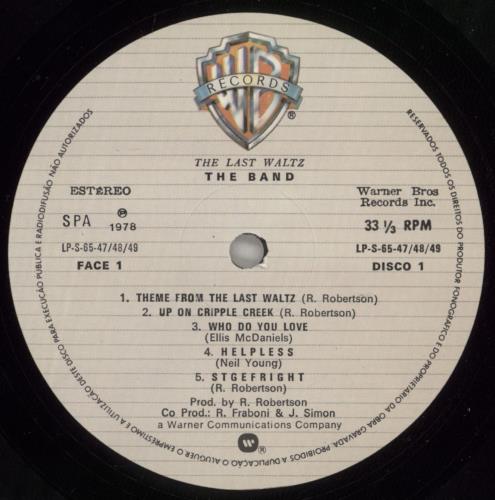 RESERVADOS TODOS OS DIREITOS DO PRODUTOR FONOGRÁFICO E DO PROPRIETÁRIO DA OBRA GRAVADA. PROIBIDOS A DUPLICAÇÃO O ALUGUER O EMPRÉSTIMO E A UTILIZAÇÃO DESTE DISCO PARA EXECUÇÃO PÚBLICA E RADIODIFUSÃO NÃO AUTORIZADOS
WB
RECORDS
®
THE LAST WALTZ
THE BAND
ESTÉREO
Warner Bros
Records Inc.
SPA
℗
1978
33 1/3 RPM
LP-S-65-47/48/49
LP-S-65-47/48/49
FACE 1
DISCO 1
1. THEME FROM THE LAST WALTZ (R. Robertson)
2. UP ON CRIPPLE CREEK (R. Robertson)
3. WHO DO YOU LOVE
(Ellis McDaniels)
4. HELPLESS
(Neil Young)
5. STGEFRIGHT
(R. Robertson)
Prod. by R. Robertson
Co Prod.: R. Fraboni & J. Simon
a Warner Communications Company
®